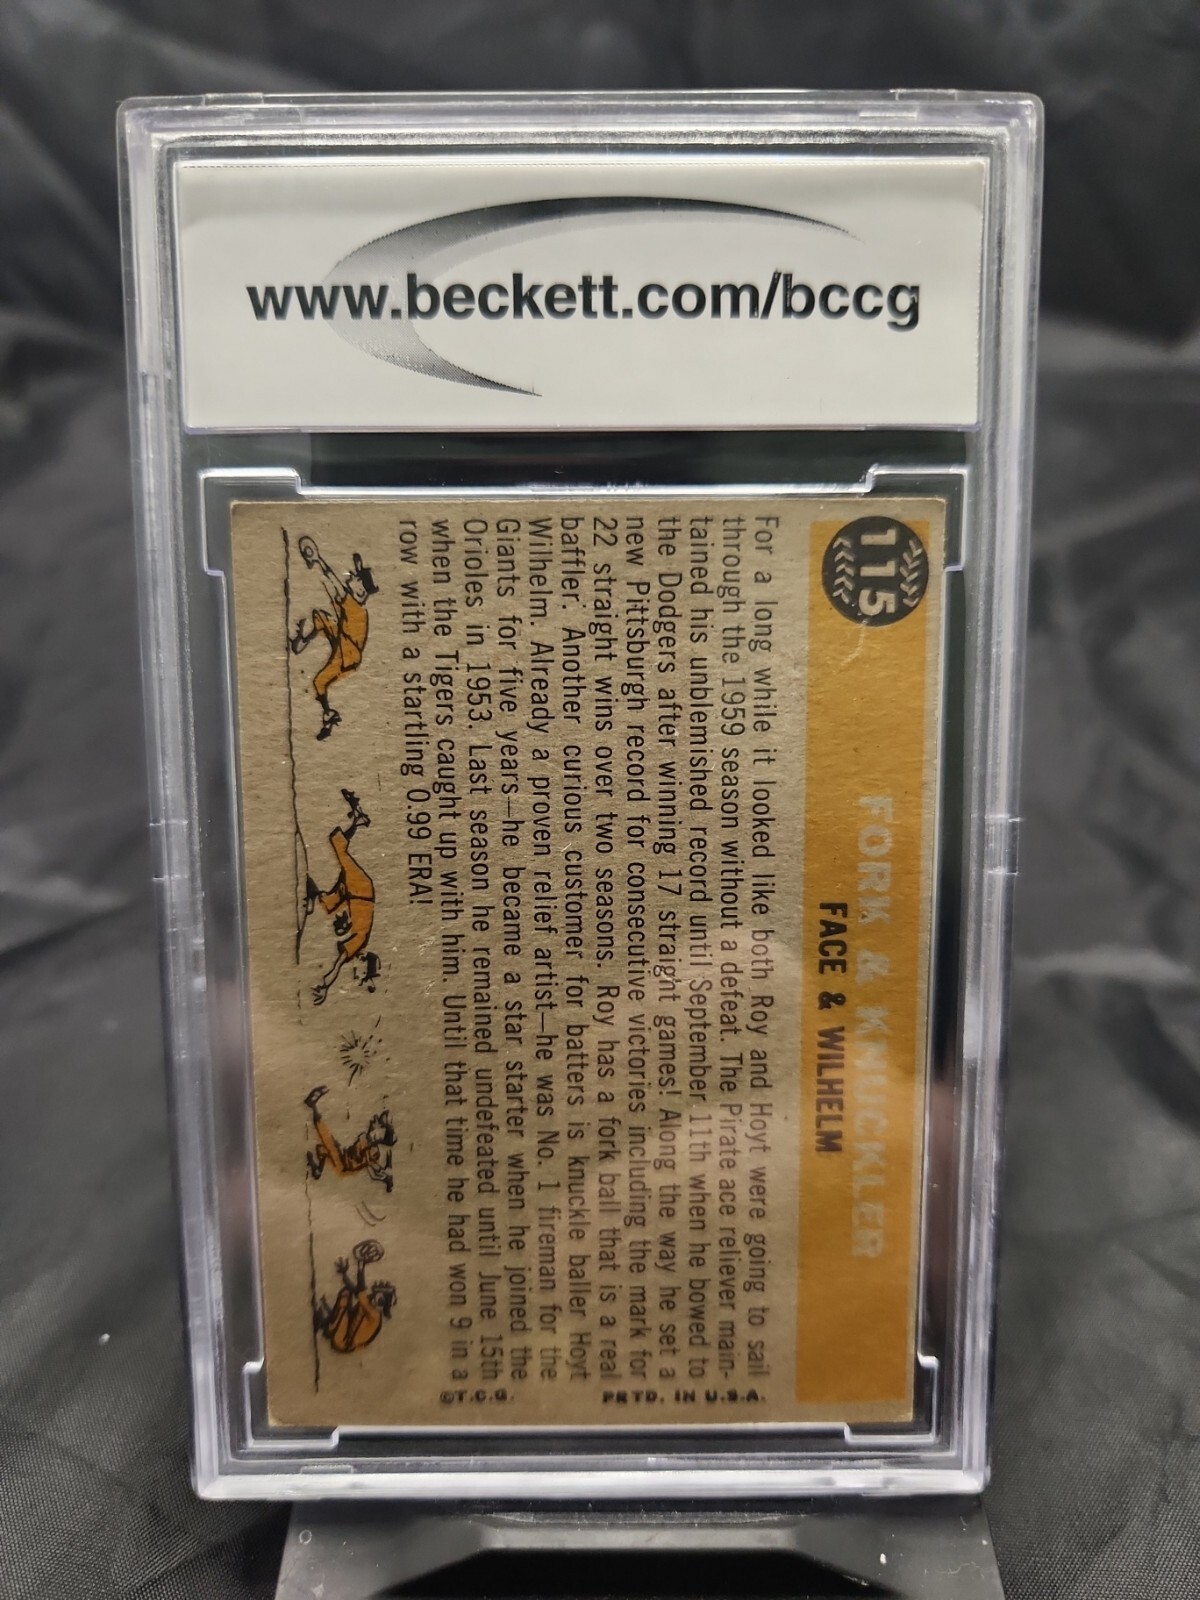 www.beckett.com/bccg
115
FORK & KNUCKLER
FACE & WILHELM
For a long while it looked like both Roy and Hoyt were going to sail
through the 1959 season without a defeat. The Pirate ace reliever main-
tained his unblemished record until September 11th when he bowed to
the Dodgers after winning 17 straight games! Along the way he set a
new Pittsburgh record for consecutive victories including the mark for
22 straight wins over two seasons. Roy has a fork ball that is a real
baffler. Another curious customer for batters is knuckle baller Hoyt
Wilhelm. Already a proven relief artist—he was No. 1 fireman for the
Giants for five years—he became a star starter when he joined the
Orioles in 1953. Last season he remained undefeated until June 15th
when the Tigers caught up with him. Until that time he had won 9 in a
row with a startling 0.99 ERA!
©T.C.G. PRTD. IN U.S.A.